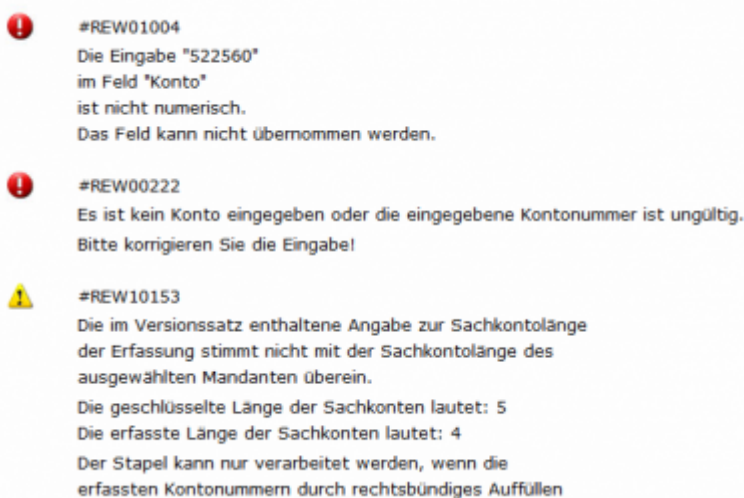 #REW01004
Die Eingabe "522560"
im Feld "Konto"
ist nicht numerisch.
Das Feld kann nicht übernommen werden.
#REW00222
Es ist kein Konto eingegeben oder die eingegebene Kontonummer ist ungültig.
Bitte korrigieren Sie die Eingabe!
#REW10153
Die im Versionssatz enthaltene Angabe zur Sachkontolänge
der Erfassung stimmt nicht mit der Sachkontolänge des
ausgewählten Mandanten überein.
Die geschlüsselte Länge der Sachkonten lautet: 5
Die erfasste Länge der Sachkonten lautet: 4
Der Stapel kann nur verarbeitet werden, wenn die
erfassten Kontonummern durch rechtsbündiges Auffüllen